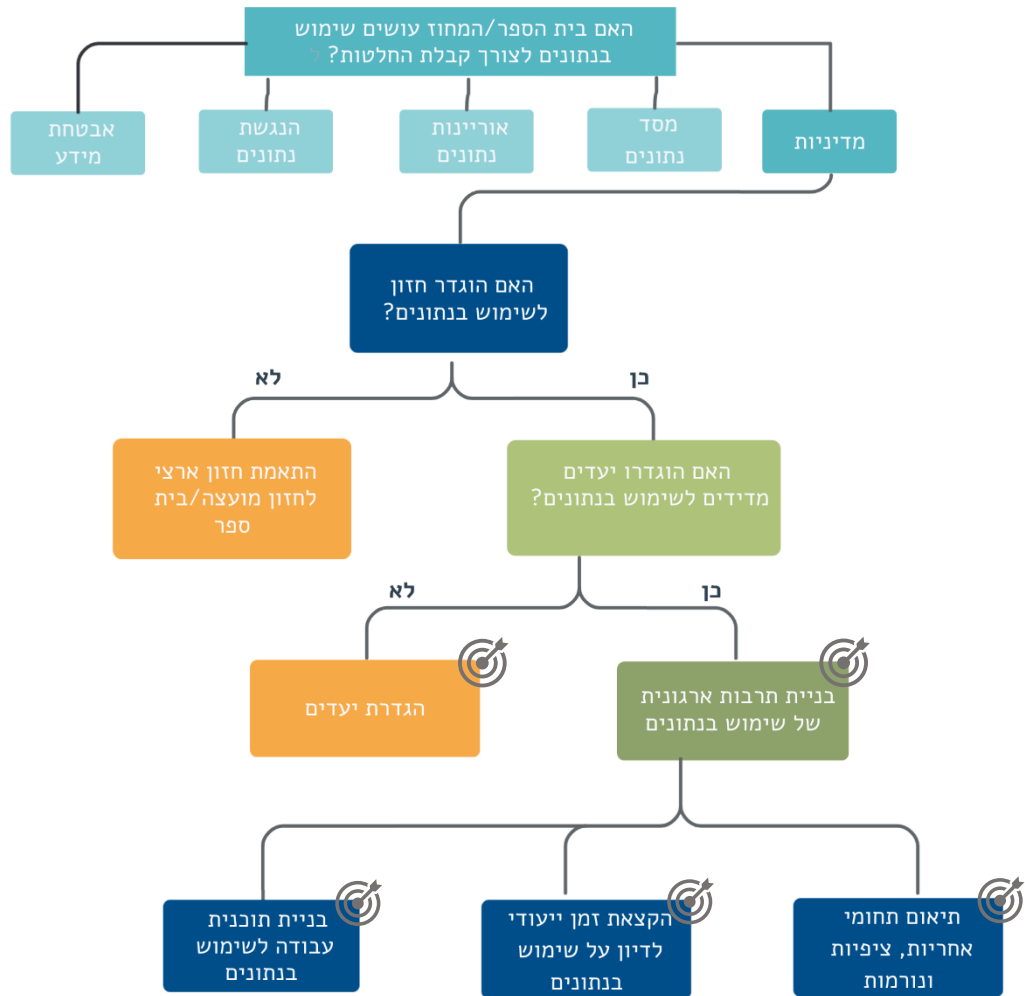 האם בית הספר/המחוז עושים שימוש
בנתונים לצורך קבלת החלטות? ל
מדיניות
מסד
נתונים
אוריינות
נתונים
הנגשת
נתונים
אבטחת
מידע
האם הוגדר חזון
לשימוש בנתונים?
כן
לא
האם הוגדרו יעדים
מדידים לשימוש בנתונים?
התאמת חזון ארצי
לחזון מועצה/בית
ספר
כן
לא
בניית תרבות ארגונית
של שימוש בנתונים
הגדרת יעדים
תיאום תחומי
אחריות, ציפיות
ונורמות
הקצאת זמן ייעודי
לדיון על שימוש
בנתונים
בניית תוכנית
עבודה לשימוש
בנתונים